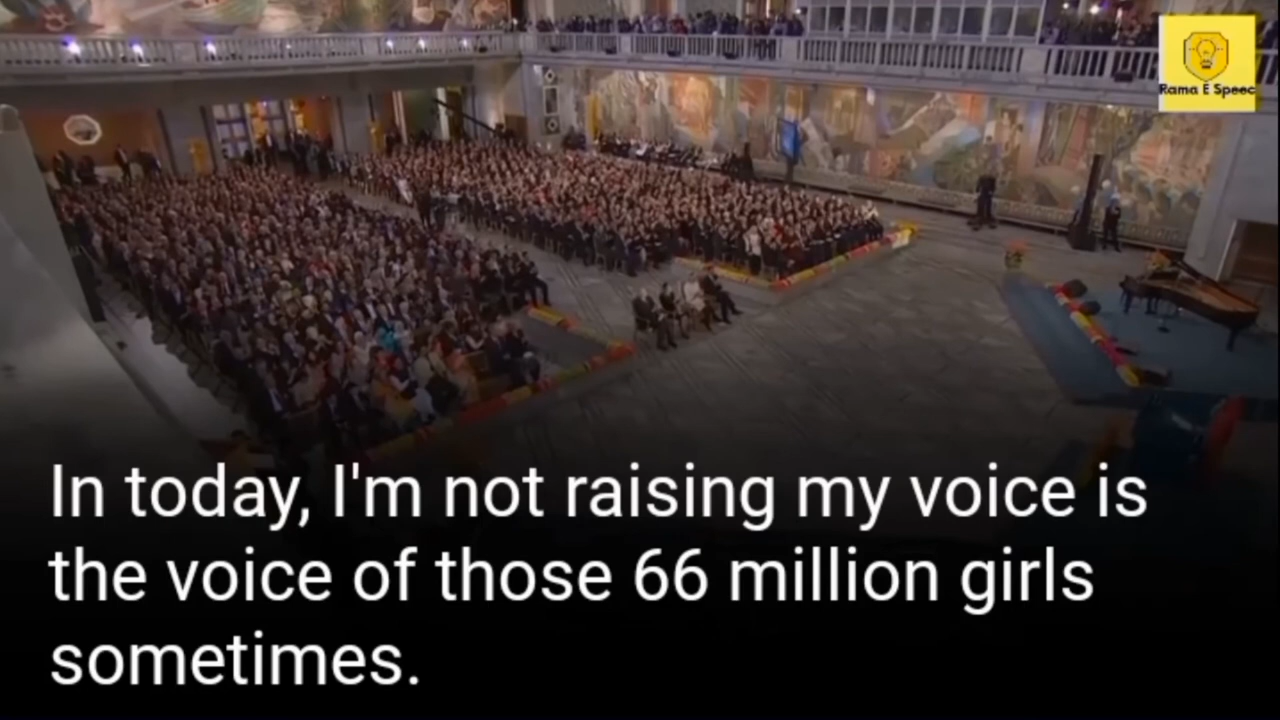 Rama E Speec
In today, I'm not raising my voice is
the voice of those 66 million girls
sometimes.